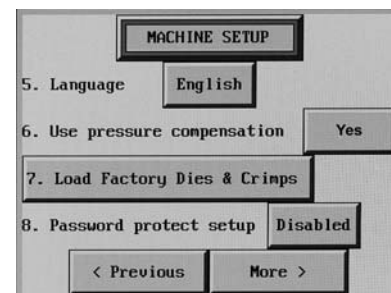 MACHINE SETUP
5. Language English
6. Use pressure compensation Yes
7. Load Factory Dies & Crimps
8. Password protect setup Disabled
< Previous More >